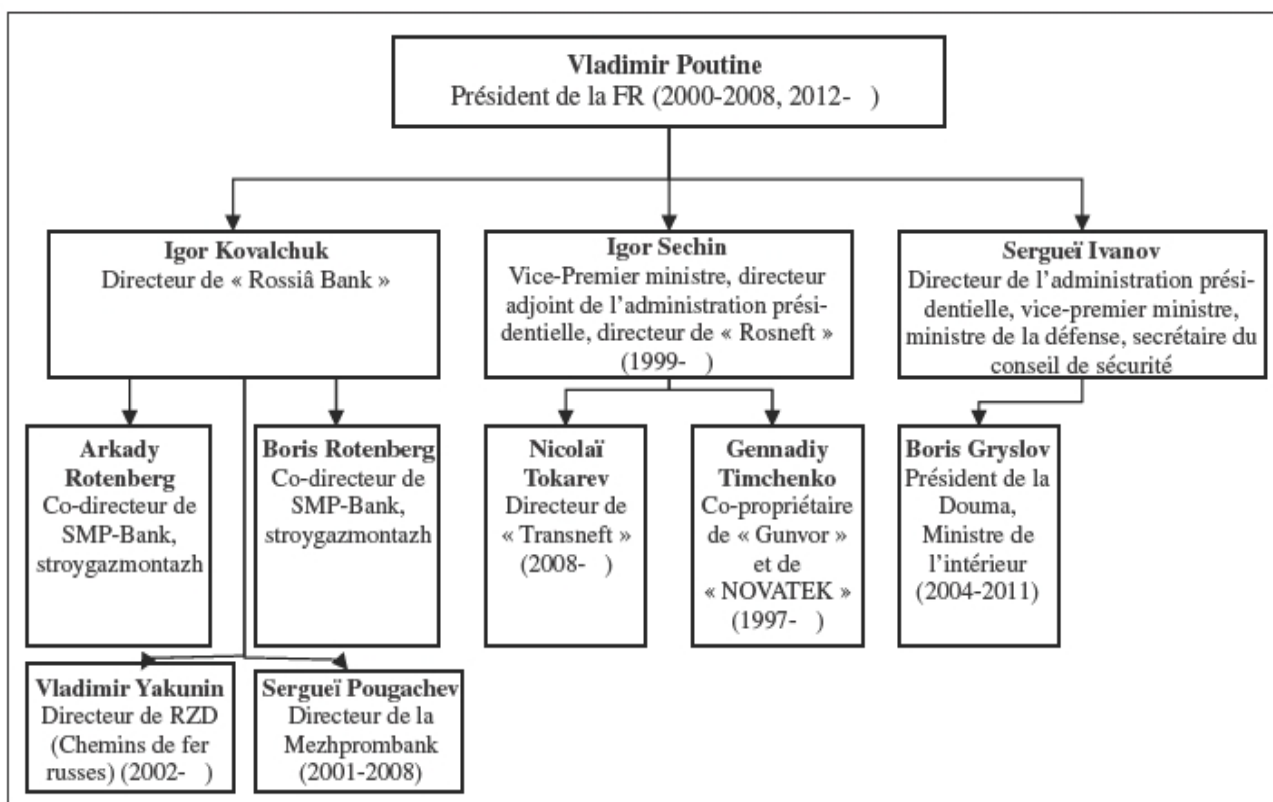 Vladimir Poutine
Président de la FR (2000-2008, 2012- )
Igor Kovalchuk
Directeur de « Rossiâ Bank »
Igor Sechin
Vice-Premier ministre, directeur
adjoint de l’administration prési-
dentielle, directeur de « Rosneft »
(1999- )
Sergueï Ivanov
Directeur de l’administration prési-
dentielle, vice-premier ministre,
ministre de la défense, secrétaire du
conseil de sécurité
Arkady
Rotenberg
Co-directeur de
SMP-Bank,
stroygazmontazh
Boris Rotenberg
Co-directeur de
SMP-Bank,
stroygazmontazh
Nicolaï
Tokarev
Directeur de
« Transneft »
(2008- )
Gennadiy
Timchenko
Co-propriétaire
de « Gunvor »
et de
« NOVATEK »
(1997- )
Boris Gryslov
Président de la
Douma,
Ministre de
l’intérieur
(2004-2011)
Vladimir Yakunin
Directeur de RZD
(Chemins de fer
russes) (2002- )
Sergueï Pougachev
Directeur de la
Mezhprombank
(2001-2008)